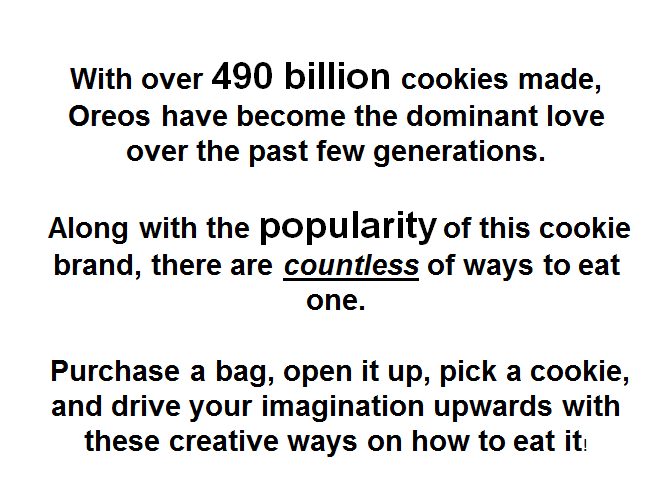 With over 490 billion cookies made,
Oreos have become the dominant love
over the past few generations.
Along with the popularity of this cookie
brand, there are countless of ways to eat
one.
Purchase a bag, open it up, pick a cookie,
and drive your imagination upwards with
these creative ways on how to eat it!